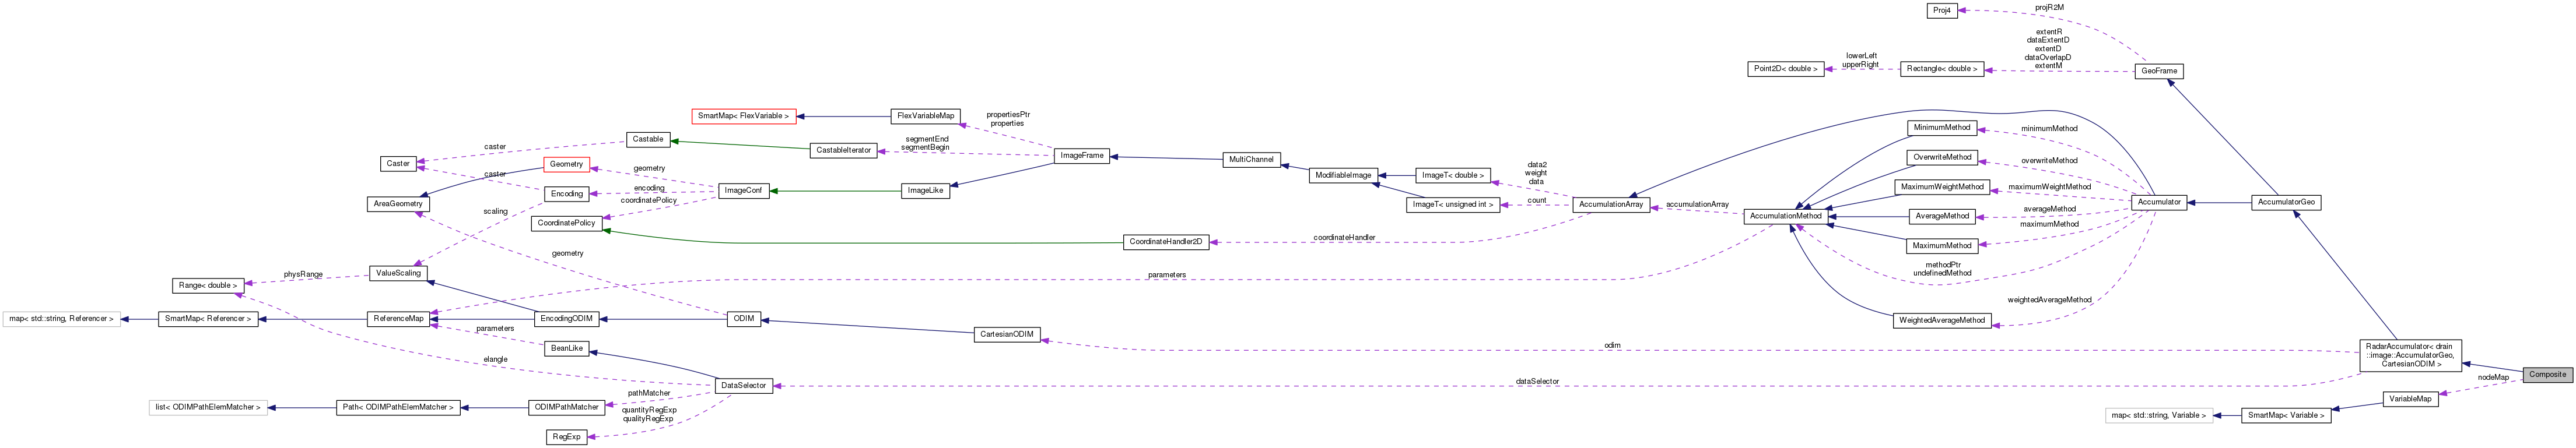 Proj4
projR2M
extentR
dataExtentD
extentD
dataOverlapD
extentM
lowerLeft
upperRight
Point2D< double >
Rectangle< double >
GeoFrame
SmartMap< FlexVariable >
FlexVariableMap
propertiesPtr
properties
Castable
CastableIterator
segmentEnd
segmentBegin
ImageFrame
MultiChannel
caster
Caster
Geometry
geometry
caster
Encoding
encoding
ImageConf
ImageLike
coordinatePolicy
AreaGeometry
scaling
CoordinatePolicy
ModifiableImage
ImageT< double >
ImageT< unsigned int >
data2
weight
data
count
AccumulationArray
accumulationArray
AccumulationMethod
MinimumMethod
minimumMethod
OverwriteMethod
overwriteMethod
MaximumWeightMethod
maximumWeightMethod
AverageMethod
averageMethod
maximumMethod
MaximumMethod
Accumulator
AccumulatorGeo
CoordinateHandler2D
coordinateHandler
geometry
methodPtr
undefinedMethod
physRange
ValueScaling
Range< double >
parameters
weightedAverageMethod
map< std::string, Referencer >
SmartMap< Referencer >
ReferenceMap
EncodingODIM
ODIM
WeightedAverageMethod
parameters
CartesianODIM
odim
BeanLike
elangle
RadarAccumulator< drain
::image::AccumulatorGeo,
CartesianODIM >
Composite
DataSelector
dataSelector
nodeMap
pathMatcher
VariableMap
list< ODIMPathElemMatcher >
Path< ODIMPathElemMatcher >
ODIMPathMatcher
quantityRegExp
qualityRegExp
map< std::string, Variable >
SmartMap< Variable >
RegExp